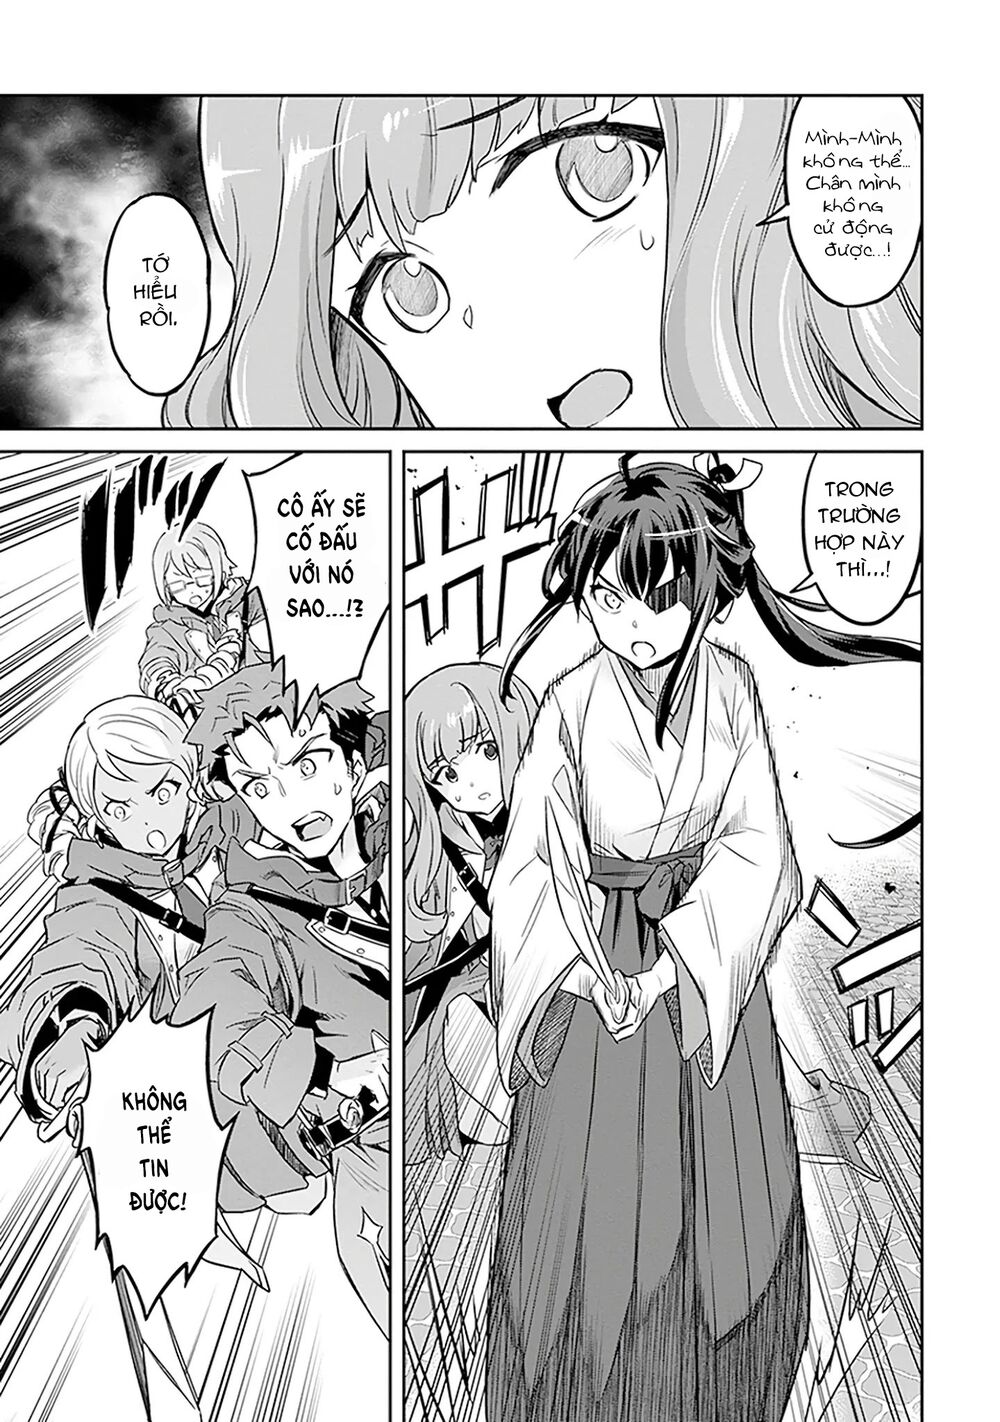 Mình-Mình
không thể...
Chân mình
không
cử động
được...!
TỚ
HIỂU
RỒI.
TRONG
TRƯỜNG
HỢP NÀY
THÌ...!
CÔ ẤY SẼ
CỐ ĐẤU
VỚI NÓ
SAO...!?
KHÔNG
THỂ
TIN
ĐƯỢC!